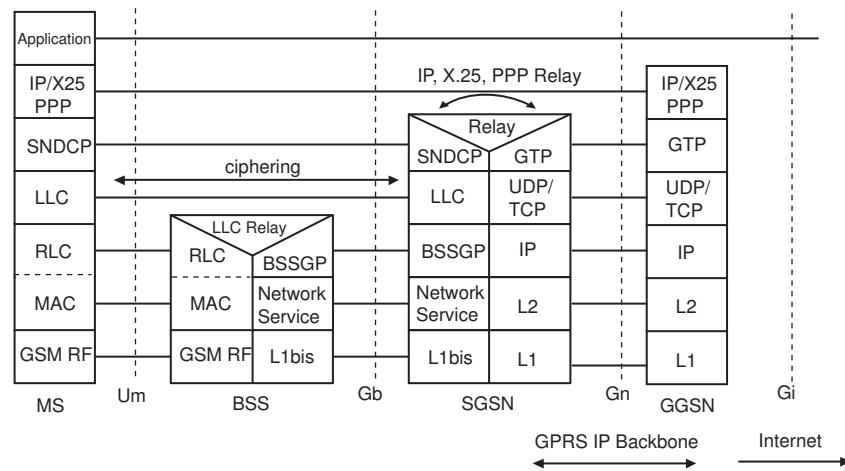 Application
IP/X25
PPP
SNDCP
LLC
RLC
MAC
GSM RF
MS
Um
ciphering
LLC Relay
RLC
BSSGP
MAC
Network
Service
GSM RF
L1bis
BSS
Gb
IP, X.25, PPP Relay
Relay
SNDCP
GTP
LLC
UDP/
TCP
BSSGP
IP
Network
Service
L2
L1bis
L1
SGSN
Gn
IP/X25
PPP
GTP
UDP/
TCP
IP
L2
L1
GGSN
Gi
GPRS IP Backbone
Internet